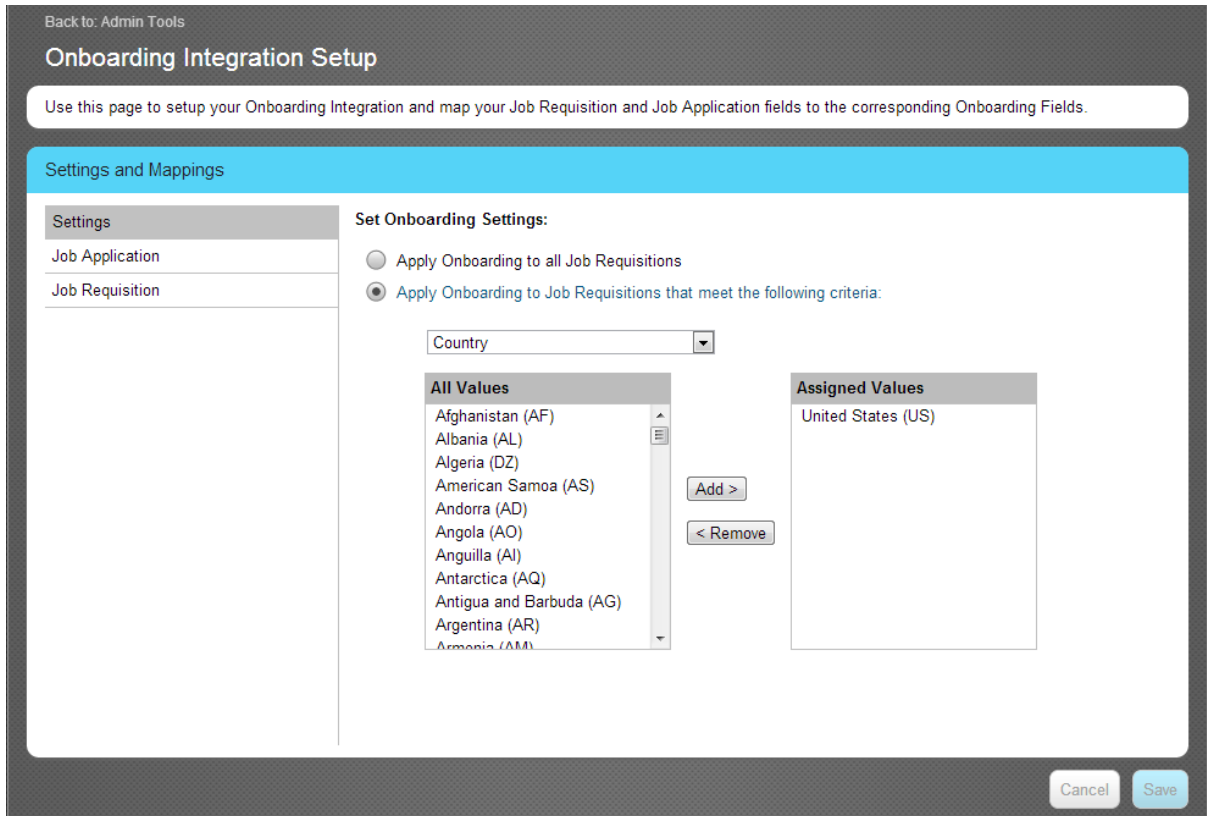 Back to: Admin Tools
Onboarding Integration Setup
Use this page to setup your Onboarding Integration and map your Job Requisition and Job Application fields to the corresponding Onboarding Fields.
Settings and Mappings
Settings
Job Application
Job Requisition
Set Onboarding Settings:
Apply Onboarding to all Job Requisitions
Apply Onboarding to Job Requisitions that meet the following criteria:
Country
All Values
Afghanistan (AF)
Albania (AL)
Algeria (DZ)
American Samoa (AS)
Andorra (AD)
Angola (AO)
Anguilla (AI)
Antarctica (AQ)
Antigua and Barbuda (AG)
Argentina (AR)
Armenia (AM)
Add >
< Remove
Assigned Values
United States (US)
Cancel
Save